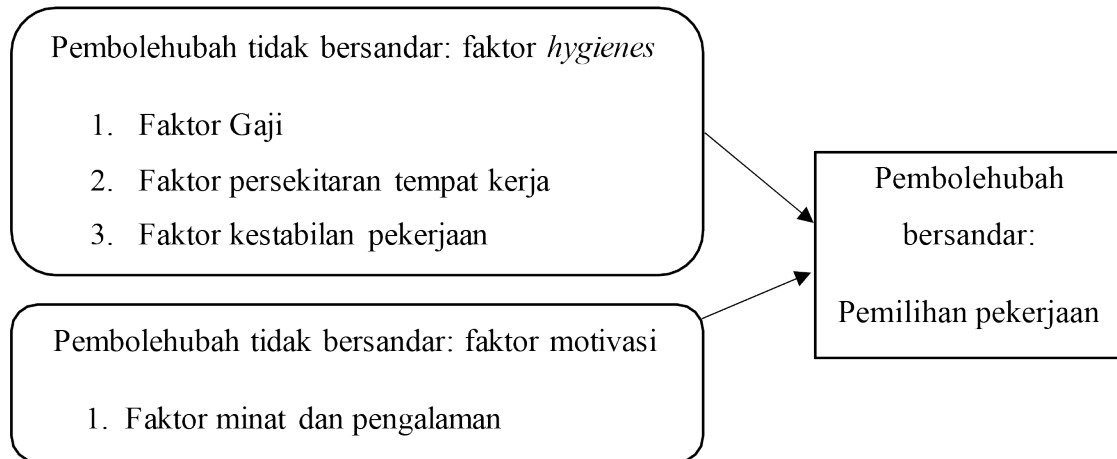 Pembolehubah tidak bersandar: faktor hygienes
1. Faktor Gaji
2. Faktor persekitaran tempat kerja
3. Faktor kestabilan pekerjaan
Pembolehubah tidak bersandar: faktor motivasi
1. Faktor minat dan pengalaman
Pembolehubah
bersandar:
Pemilihan pekerjaan